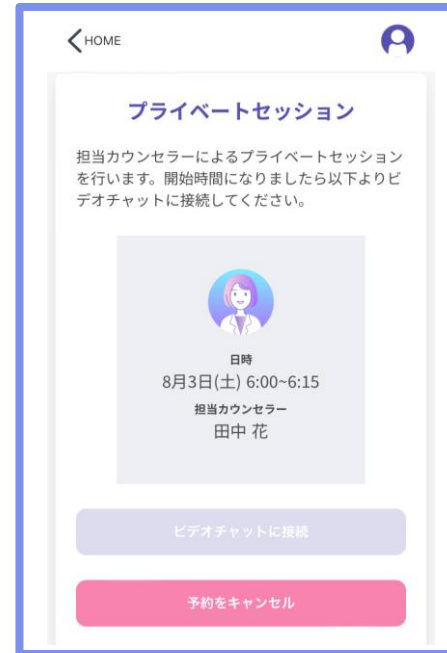 HOME
プライベートセッション
担当カウンセラーによるプライベートセッション
を行います。開始時間になりましたら以下よりビ
デオチャットに接続してください。
日時
8月3日(土) 6:00~6:15
担当カウンセラー
田中 花
ビデオチャットに接続
予約をキャンセル